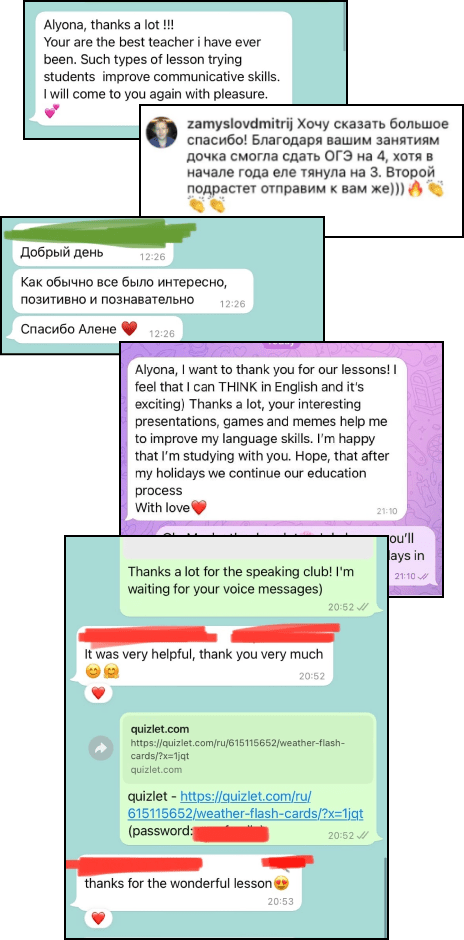 Alyona, thanks a lot !!!
Your are the best teacher i have ever
been. Such types of lesson trying
students improve communicative skills.
I will come to you again with pleasure.
💕
zamyslovdmitrij Хочу сказать большое
спасибо! Благодаря вашим занятиям
дочка смогла сдать ОГЭ на 4, хотя в
начале года еле тянула на 3. Второй
подрастет отправим к вам же))) 🔥 👏
👏 👏
Добрый день
12:26
Как обычно все было интересно,
позитивно и познавательно
12:26
Спасибо Алене ❤️
12:26
Alyona, I want to thank you for our lessons! I
feel that I can THINK in English and it's
exciting) Thanks a lot, your interesting
presentations, games and memes help me
to improve my language skills. I'm happy
that I'm studying with you. Hope, that after
my holidays we continue our education
process
With love❤️
21:10
you'll
days in
21:10
Thanks a lot for the speaking club! I'm
waiting for your voice messages)
20:52
It was very helpful, thank you very much
😊🤗
20:52
❤️
quizlet.com
https://quizlet.com/ru/615115652/weather-flash-
cards/?x=1jqt
quizlet.com
quizlet - https://quizlet.com/ru/
615115652/weather-flash-cards/?x=1jqt
(password:
20:52
thanks for the wonderful lesson😍
20:53
❤️